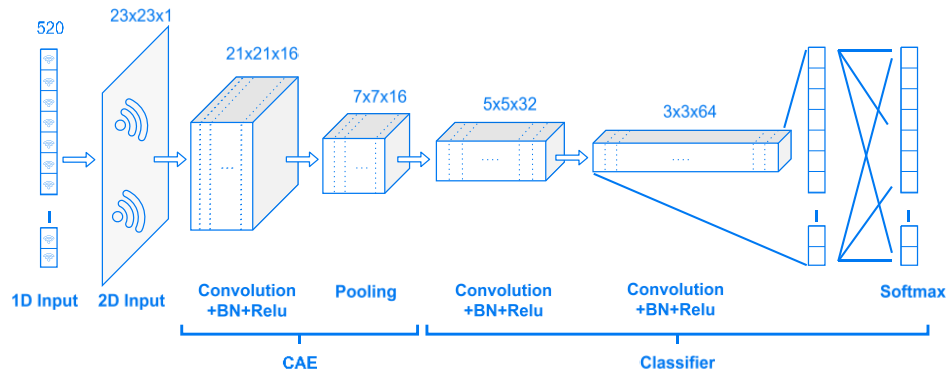 520
23x23x1
21x21x16
7x7x16
5x5x32
3x3x64
....
....
....
1D Input
2D Input
Convolution
+BN+Relu
Pooling
Convolution
+BN+Relu
Convolution
+BN+Relu
Softmax
CAE
Classifier